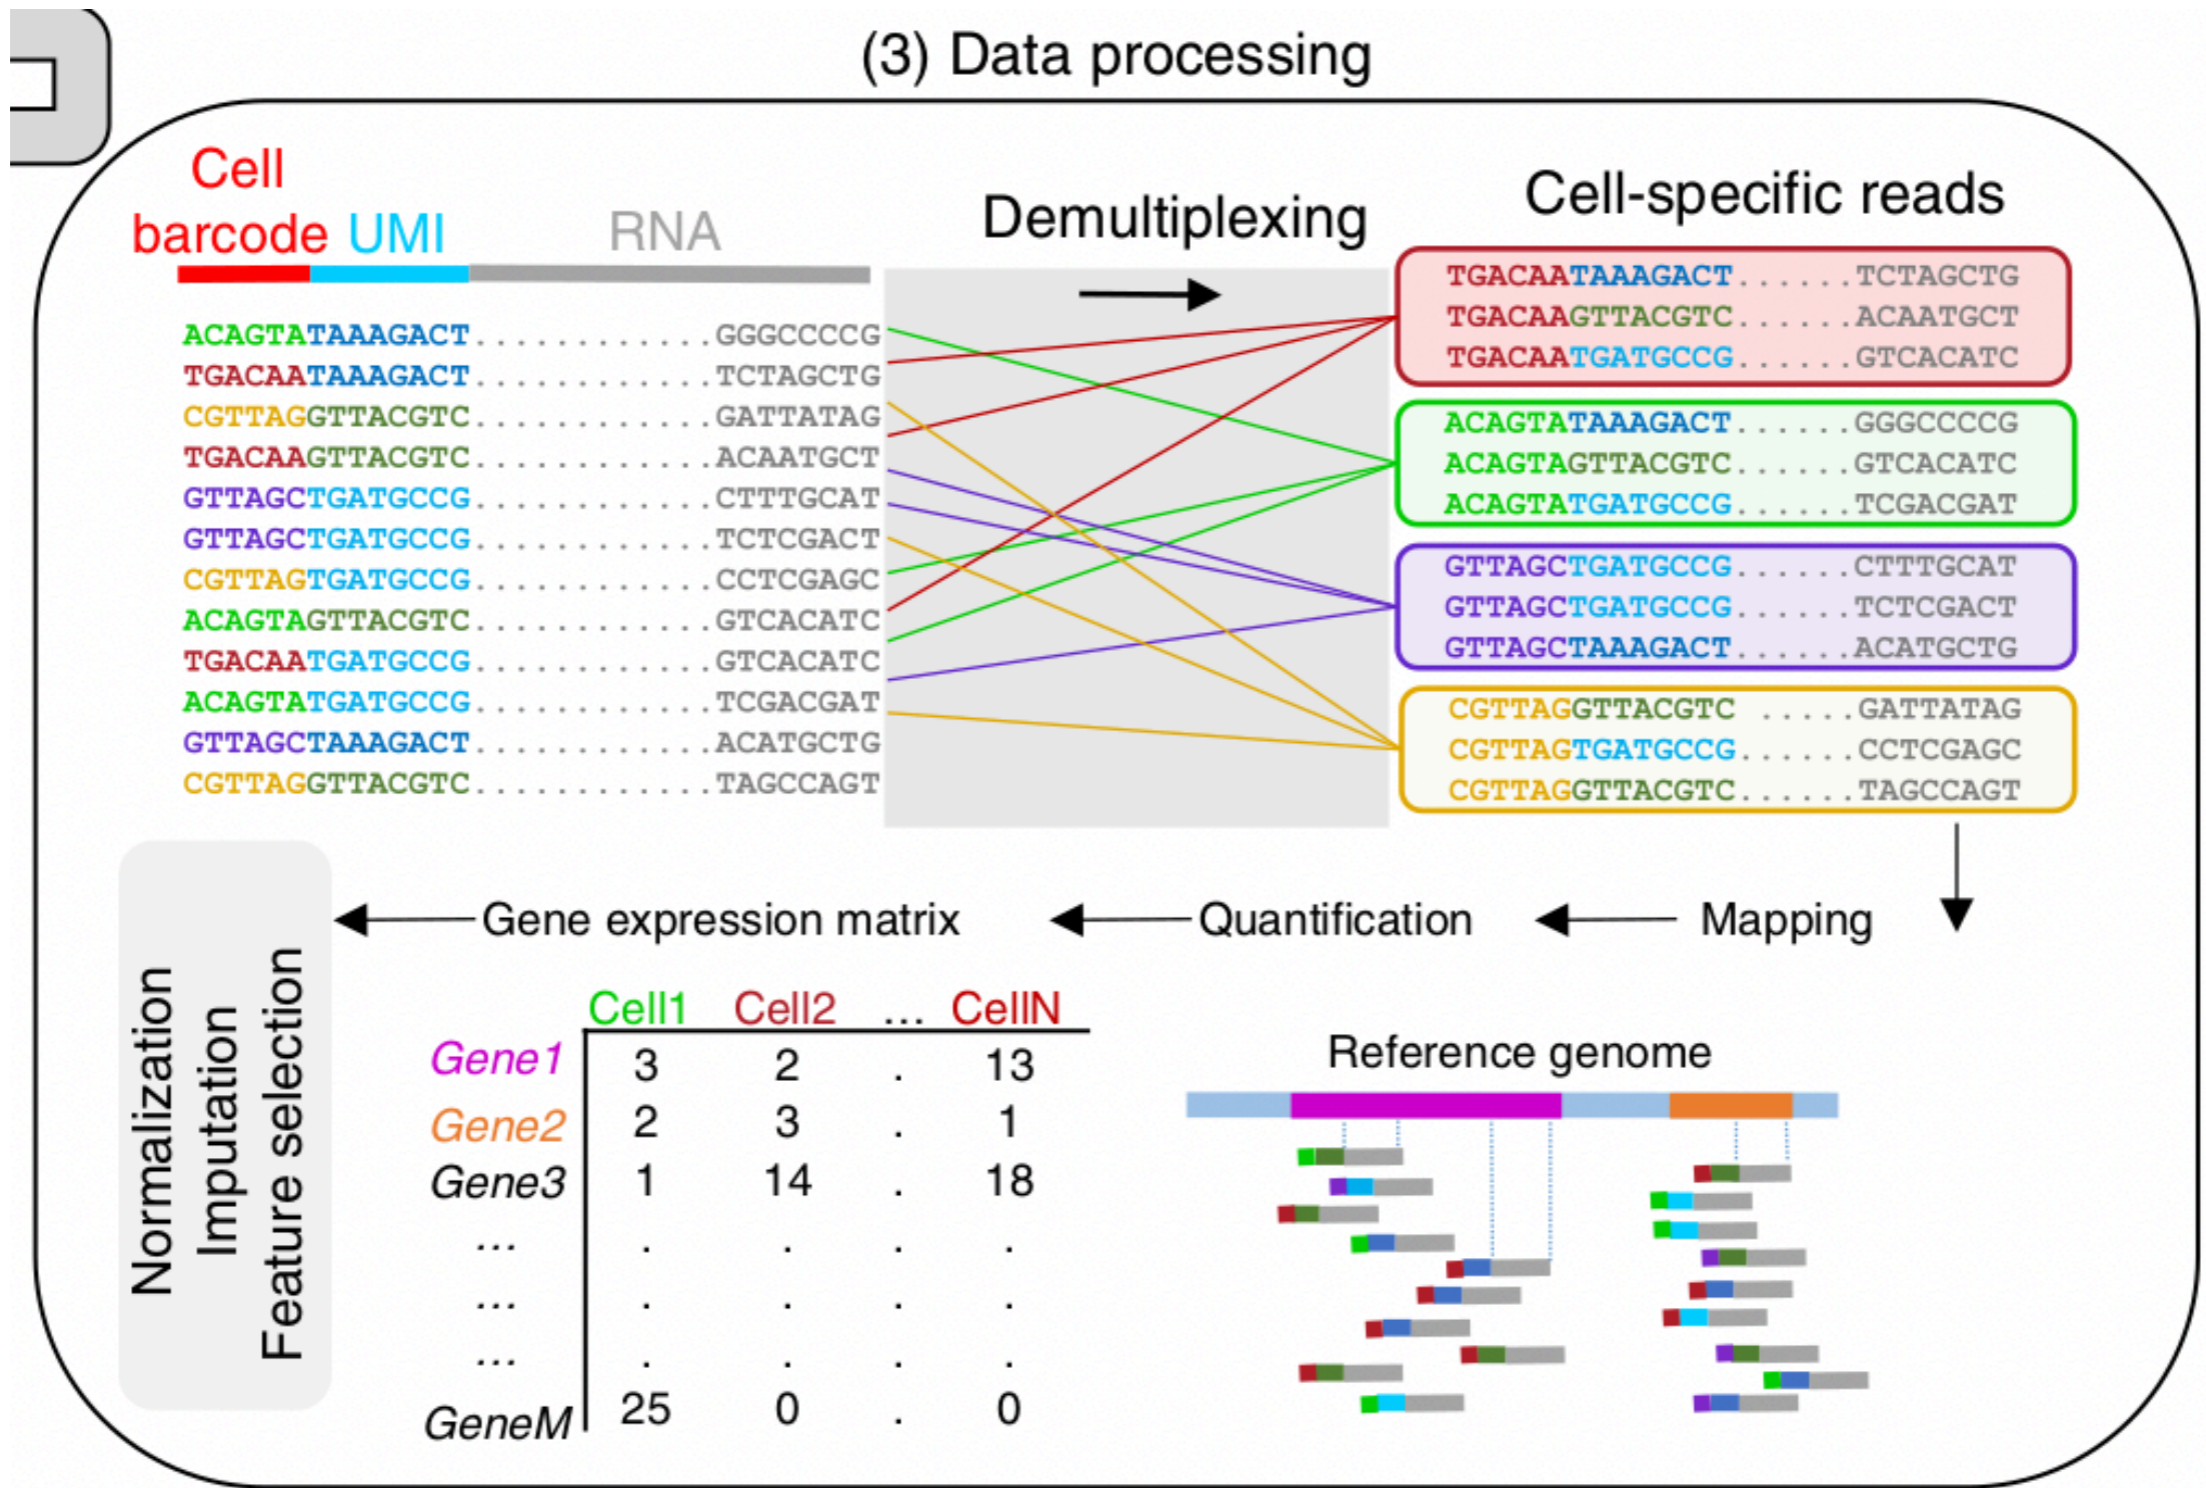 (3) Data processing
Cell
barcode UMI RNA
Demultiplexing
Cell-specific reads
ACAGTATAAAGACT............GGGCCCCG
TGACAATAAAGACT............TCTAGCTG
CGTTAGGTTACGTC............GATTATAG
TGACAAGTTACGTC............ACAATGCT
GTTAGCTGATGCCG............CTTTGCAT
GTTAGCTGATGCCG............TCTCGACT
CGTTAGTGATGCCG............CCTCGAGC
ACAGTAGTTACGTC............GTCACATC
TGACAATGATGCCG............GTCACATC
ACAGTATGATGCCG............TCGACGAT
GTTAGCTAAAGACT............ACATGCTG
CGTTAGGTTACGTC............TAGCCAGT
TGACAATAAAGACT......TCTAGCTG
TGACAAGTTACGTC......ACAATGCT
TGACAATGATGCCG......GTCACATC
ACAGTATAAAGACT......GGGCCCCG
ACAGTAGTTACGTC......GTCACATC
ACAGTATGATGCCG......TCGACGAT
GTTAGCTGATGCCG......CTTTGCAT
GTTAGCTGATGCCG......TCTCGACT
GTTAGCTAAAGACT......ACATGCTG
CGTTAGGTTACGTC .....GATTATAG
CGTTAGTGATGCCG......CCTCGAGC
CGTTAGGTTACGTC......TAGCCAGT
Mapping
Quantification
Gene expression matrix
Normalization
Imputation
Feature selection
Cell1 Cell2 ... CellN
Gene1 3 2 . 13
Gene2 2 3 . 1
Gene3 1 14 . 18
... . . . .
... . . . .
... . . . .
GeneM 25 0 . 0
Reference genome